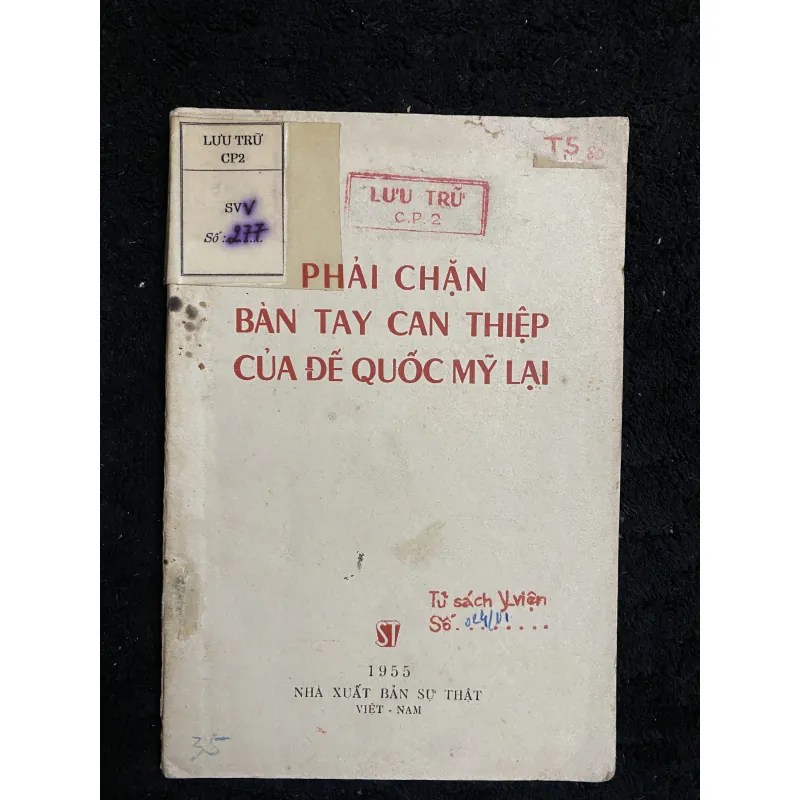 LƯU TRỮ
CP2
SVV
Số: 277
T.S 80
LƯU TRỮ
C.P. 2
PHẢI CHẶN
BÀN TAY CAN THIỆP
CỦA ĐẾ QUỐC MỸ LẠI
Tủ sách Y viện
Số.........
ST
1955
NHÀ XUẤT BẢN SỰ THẬT
VIỆT - NAM
35